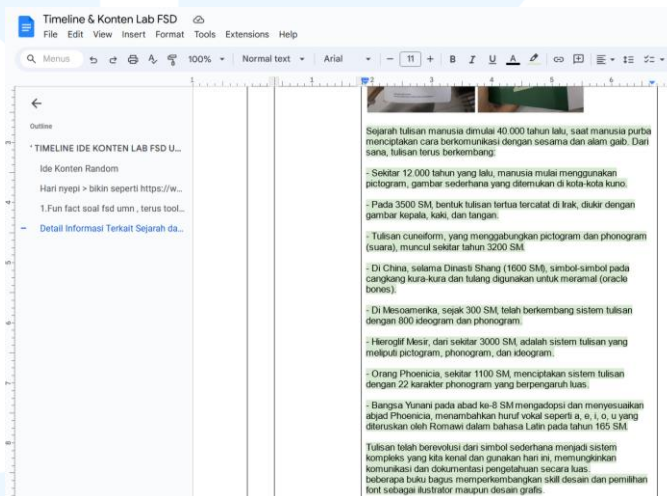 Timeline & Konten Lab FSD
File Edit View Insert Format Tools Extensions Help
Menus 100% Normal text Arial 11 B I U A
Outline
TIMELINE IDE KONTEN LAB FSD U...
Ide Konten Random
Hari nyepi > bikin seperti https://w...
1.Fun fact soal fsd umn , terus tool...
Detail Informasi Terkait Sejarah da...
Sejarah tulisan manusia dimulai 40.000 tahun lalu, saat manusia purba
menciptakan cara berkomunikasi dengan sesama dan alam gaib. Dari
sana, tulisan terus berkembang:
- Sekitar 12.000 tahun yang lalu, manusia mulai menggunakan
pictogram, gambar sederhana yang ditemukan di kota-kota kuno.
- Pada 3500 SM, bentuk tulisan tertua tercatat di Irak, diukir dengan
gambar kepala, kaki, dan tangan.
- Tulisan cuneiform, yang menggabungkan pictogram dan phonogram
(suara), muncul sekitar tahun 3200 SM.
- Di China, selama Dinasti Shang (1600 SM), simbol-simbol pada
cangkang kura-kura dan tulang digunakan untuk meramal (oracle
bones).
- Di Mesoamerika, sejak 300 SM, telah berkembang sistem tulisan
dengan 800 ideogram dan phonogram.
- Hieroglif Mesir, dari sekitar 3000 SM, adalah sistem tulisan yang
meliputi pictogram, phonogram, dan ideogram.
- Orang Phoenicia, sekitar 1100 SM, menciptakan sistem tulisan
dengan 22 karakter phonogram yang berpengaruh luas.
- Bangsa Yunani pada abad ke-8 SM mengadopsi dan menyesuaikan
abjad Phoenicia, menambahkan huruf vokal seperti a, e, i, o, u yang
diteruskan oleh Romawi dalam bahasa Latin pada tahun 165 SM.
Tulisan telah berevolusi dari simbol sederhana menjadi sistem
kompleks yang kita kenal dan gunakan hari ini, memungkinkan
komunikasi dan dokumentasi pengetahuan secara luas.
beberapa buku bagus memperkembangkan skill desain dan pemilihan
font sebagai ilustrator maupun desain grafis.